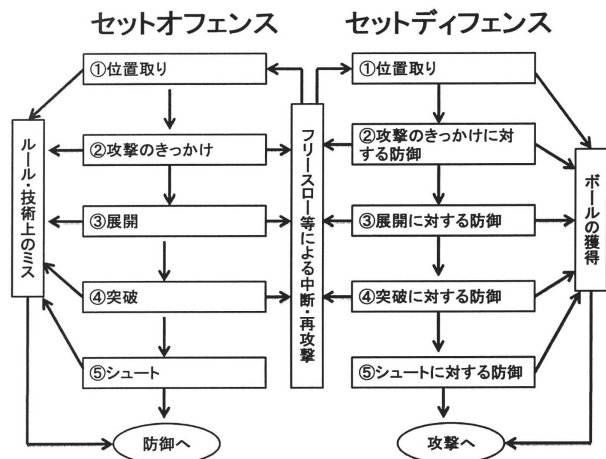 セットオフェンス
①位置取り
②攻撃のきっかけ
③展開
④突破
⑤シュート
防御へ
ルール・技術上のミス
フリースロー等による中断・再攻撃
セットディフェンス
①位置取り
②攻撃のきっかけに対
する防御
③展開に対する防御
④突破に対する防御
⑤シュートに対する防御
攻撃へ
ボールの獲得